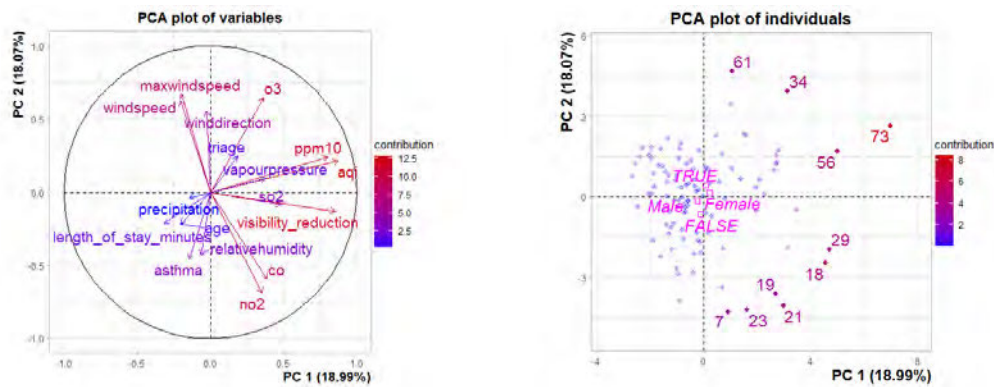 PCA plot of variables
PC 2 (18.07%)
1.0
0.5
0.0
-0.5
-1.0
maxwindspeed
o3
windspeed
winddirection
triage
ppm10
vapourpressure
aqi
so2
precipitation
visibility_reduction
age
length_of_stay_minutes
relativehumidity
asthma
co
no2
-1.0 -0.5 0.0 0.5 1.0
PC 1 (18.99%)
contribution
12.5
10.0
7.5
5.0
2.5
PCA plot of individuals
PC 2 (18.07%)
6
3
0
-3
61
34
73
56
TRUE
Male
Female
FALSE
29
18
19
21
7
23
-4 0 4 8
PC 1 (18.99%)
contribution
8
6
4
2